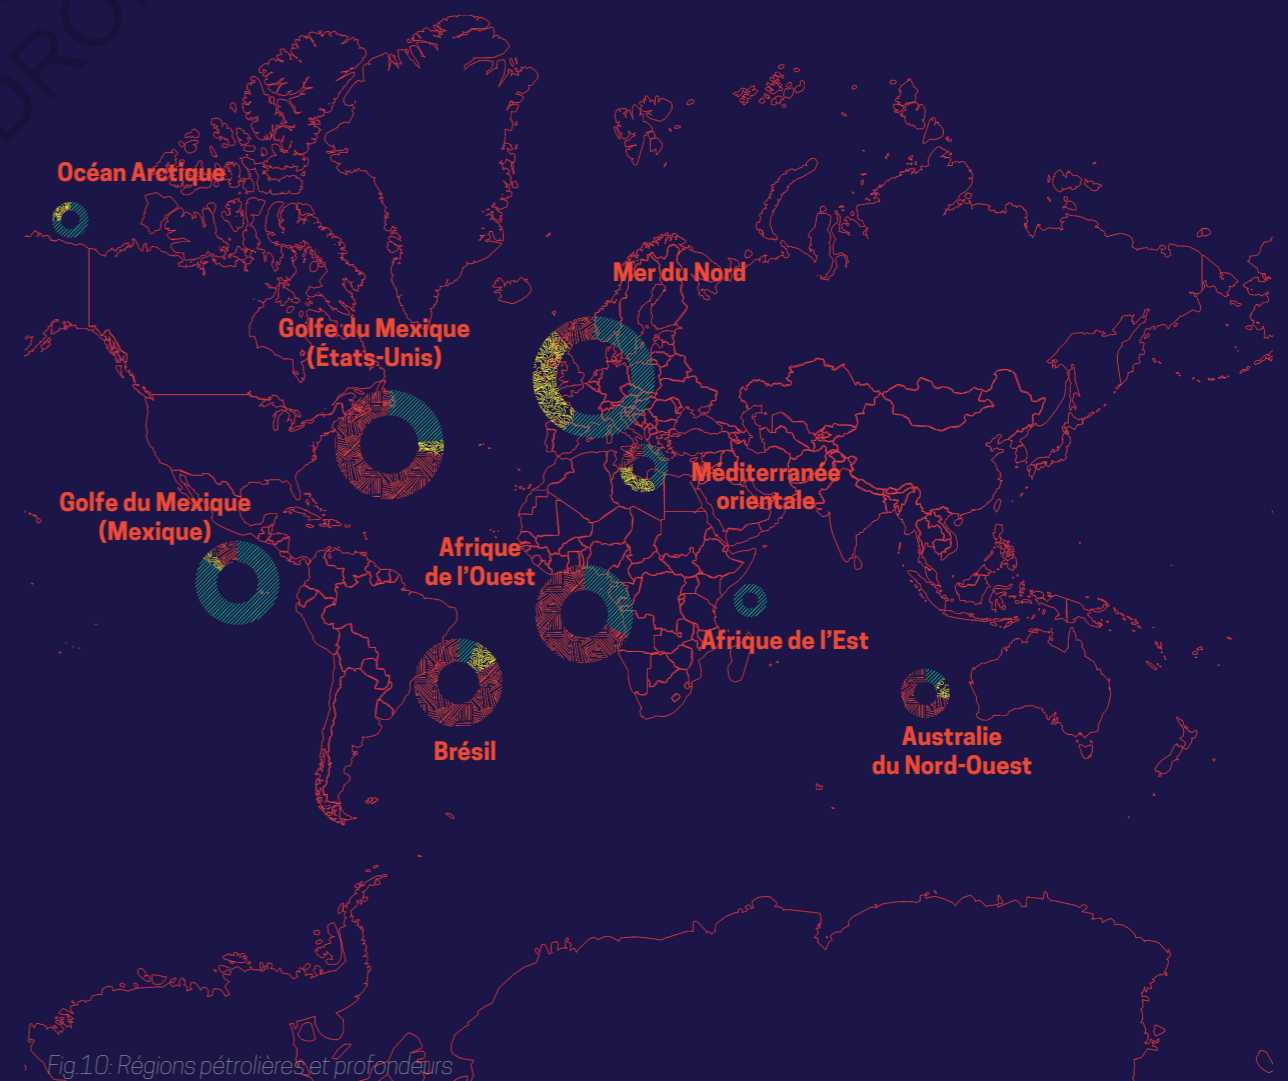 Océan Arctique
Mer du Nord
Golfe du Mexique
(États-Unis)
Méditerranée
orientale
Golfe du Mexique
(Mexique)
Afrique
de l’Ouest
Afrique de l’Est
Brésil
Australie
du Nord-Ouest
Fig.10: Régions pétrolières et profondeurs